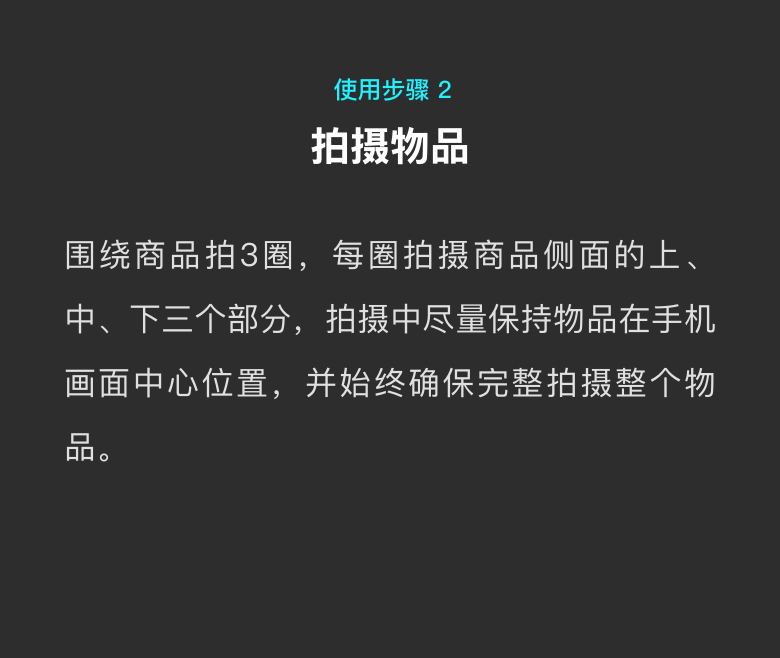 使用步骤 2
拍摄物品
围绕商品拍3圈，每圈拍摄商品侧面的上、
中、下三个部分，拍摄中尽量保持物品在手机
画面中心位置，并始终确保完整拍摄整个物
品。